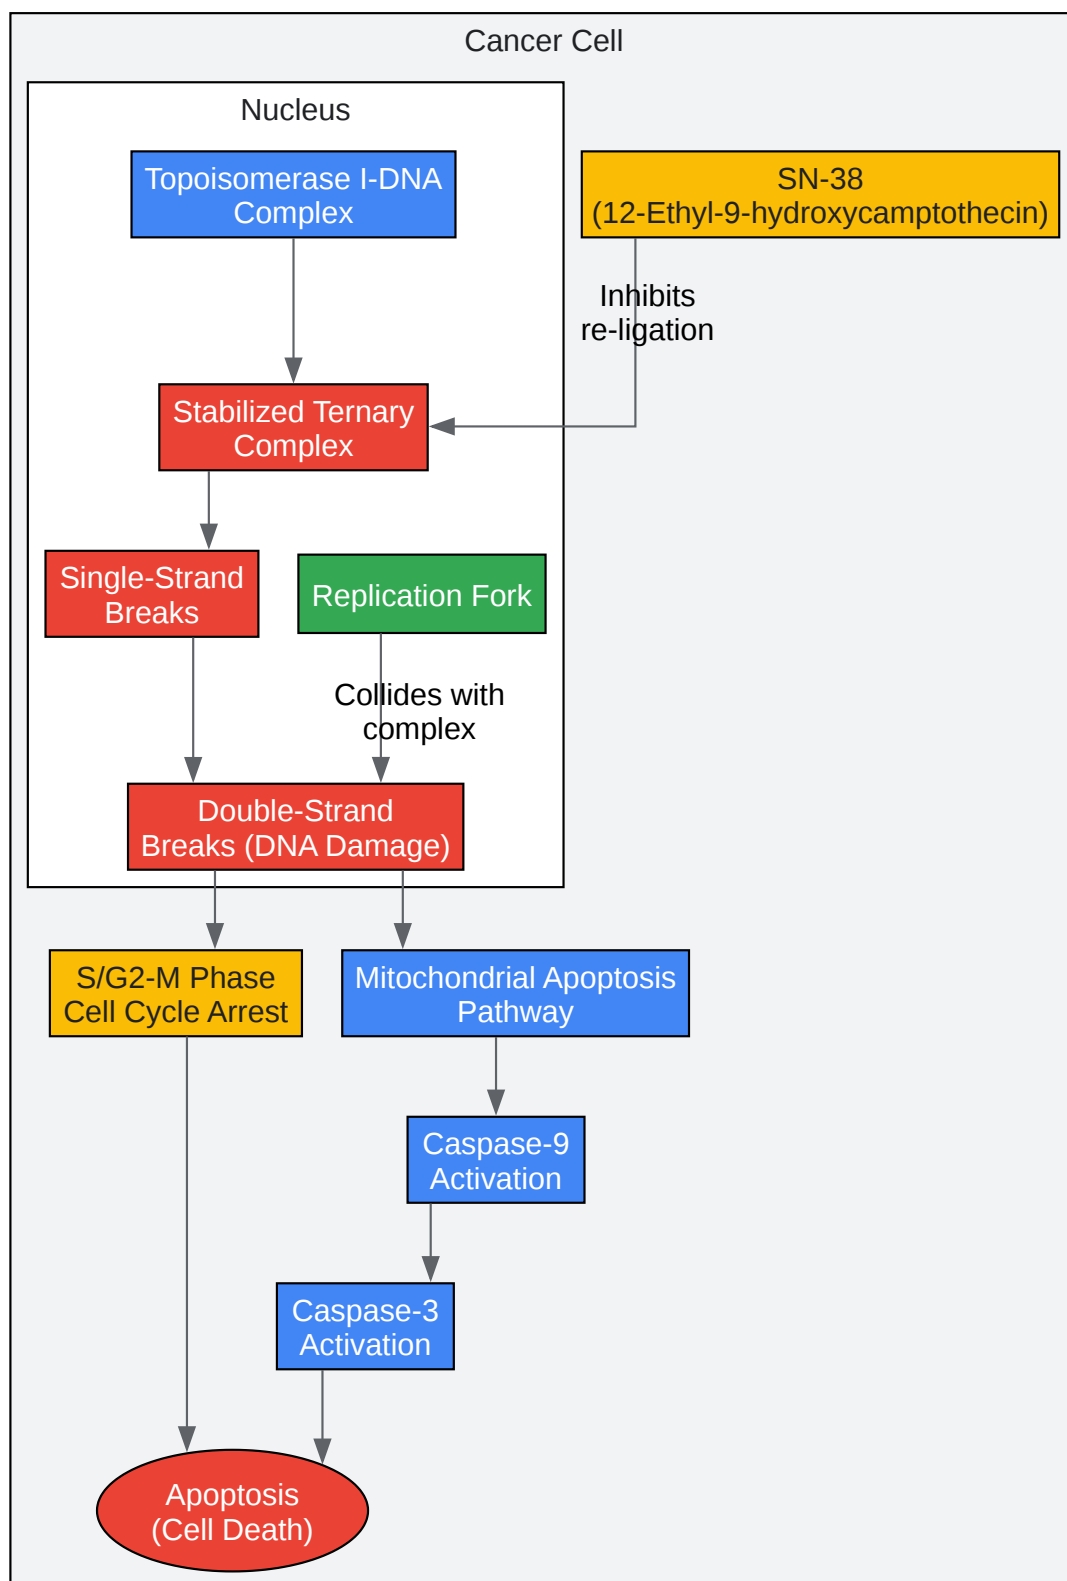 Cancer Cell
Nucleus
Topoisomerase I-DNA
Complex
SN-38
(12-Ethyl-9-hydroxycamptothecin)
Inhibits
re-ligation
Stabilized Ternary
Complex
Single-Strand
Breaks
Replication Fork
Collides with
complex
Double-Strand
Breaks (DNA Damage)
S/G2-M Phase
Cell Cycle Arrest
Mitochondrial Apoptosis
Pathway
Caspase-9
Activation
Caspase-3
Activation
Apoptosis
(Cell Death)